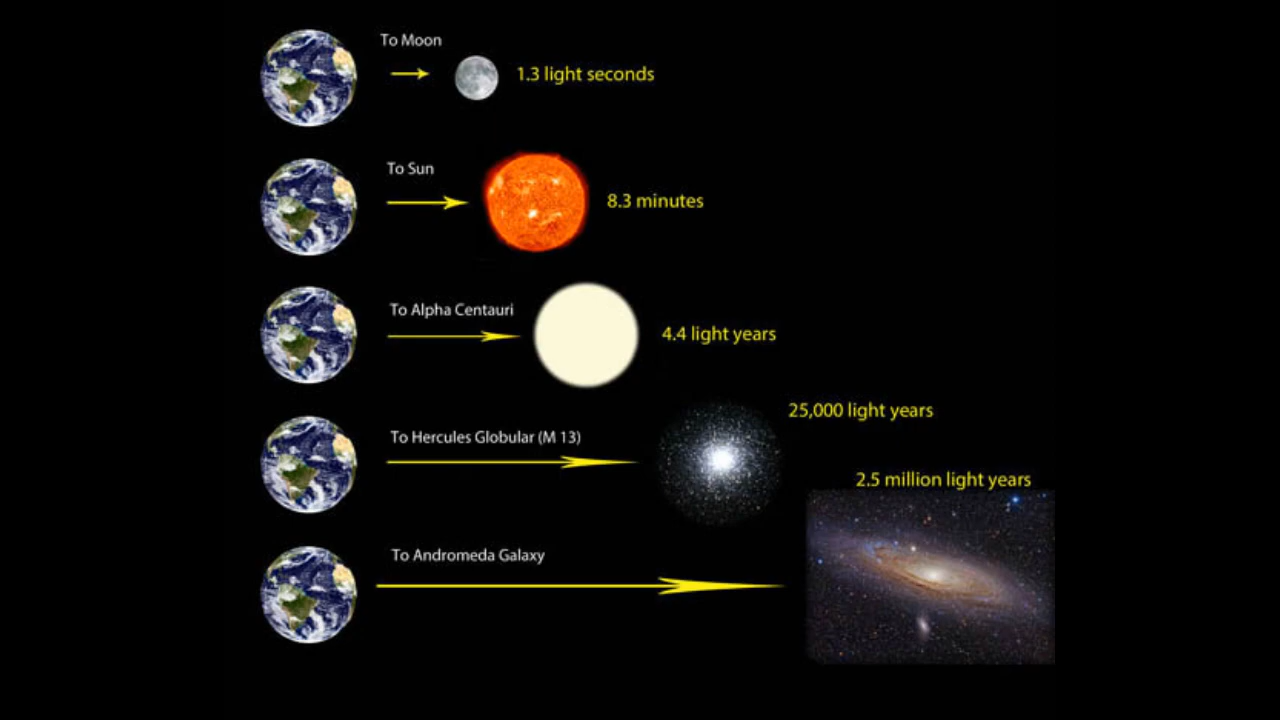 To Moon
1.3 light seconds
To Sun
8.3 minutes
To Alpha Centauri
4.4 light years
25,000 light years
To Hercules Globular (M 13)
2.5 million light years
To Andromeda Galaxy